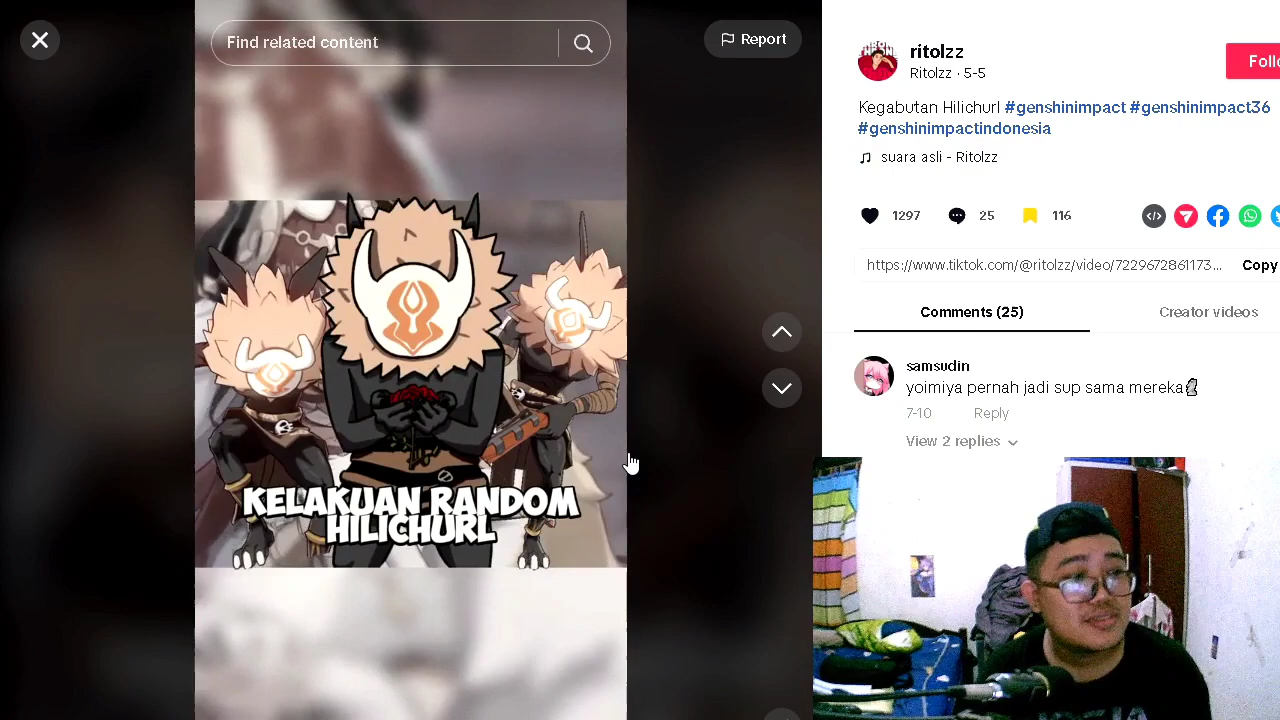 Find related content
Report
KELAKUAN RANDOM
HILICHURL
ritolzz
Ritolzz · 5-5
Follo
Kegabutan Hilichurl #genshinimpact #genshinimpact36
#genshinimpactindonesia
suara asli - Ritolzz
1297
25
116
https://www.tiktok.com/@ritolzz/video/7229672861173...
Copy
Comments (25)
Creator videos
samsudin
yoimiya pernah jadi sup sama mereka🗿
7-10
Reply
View 2 replies